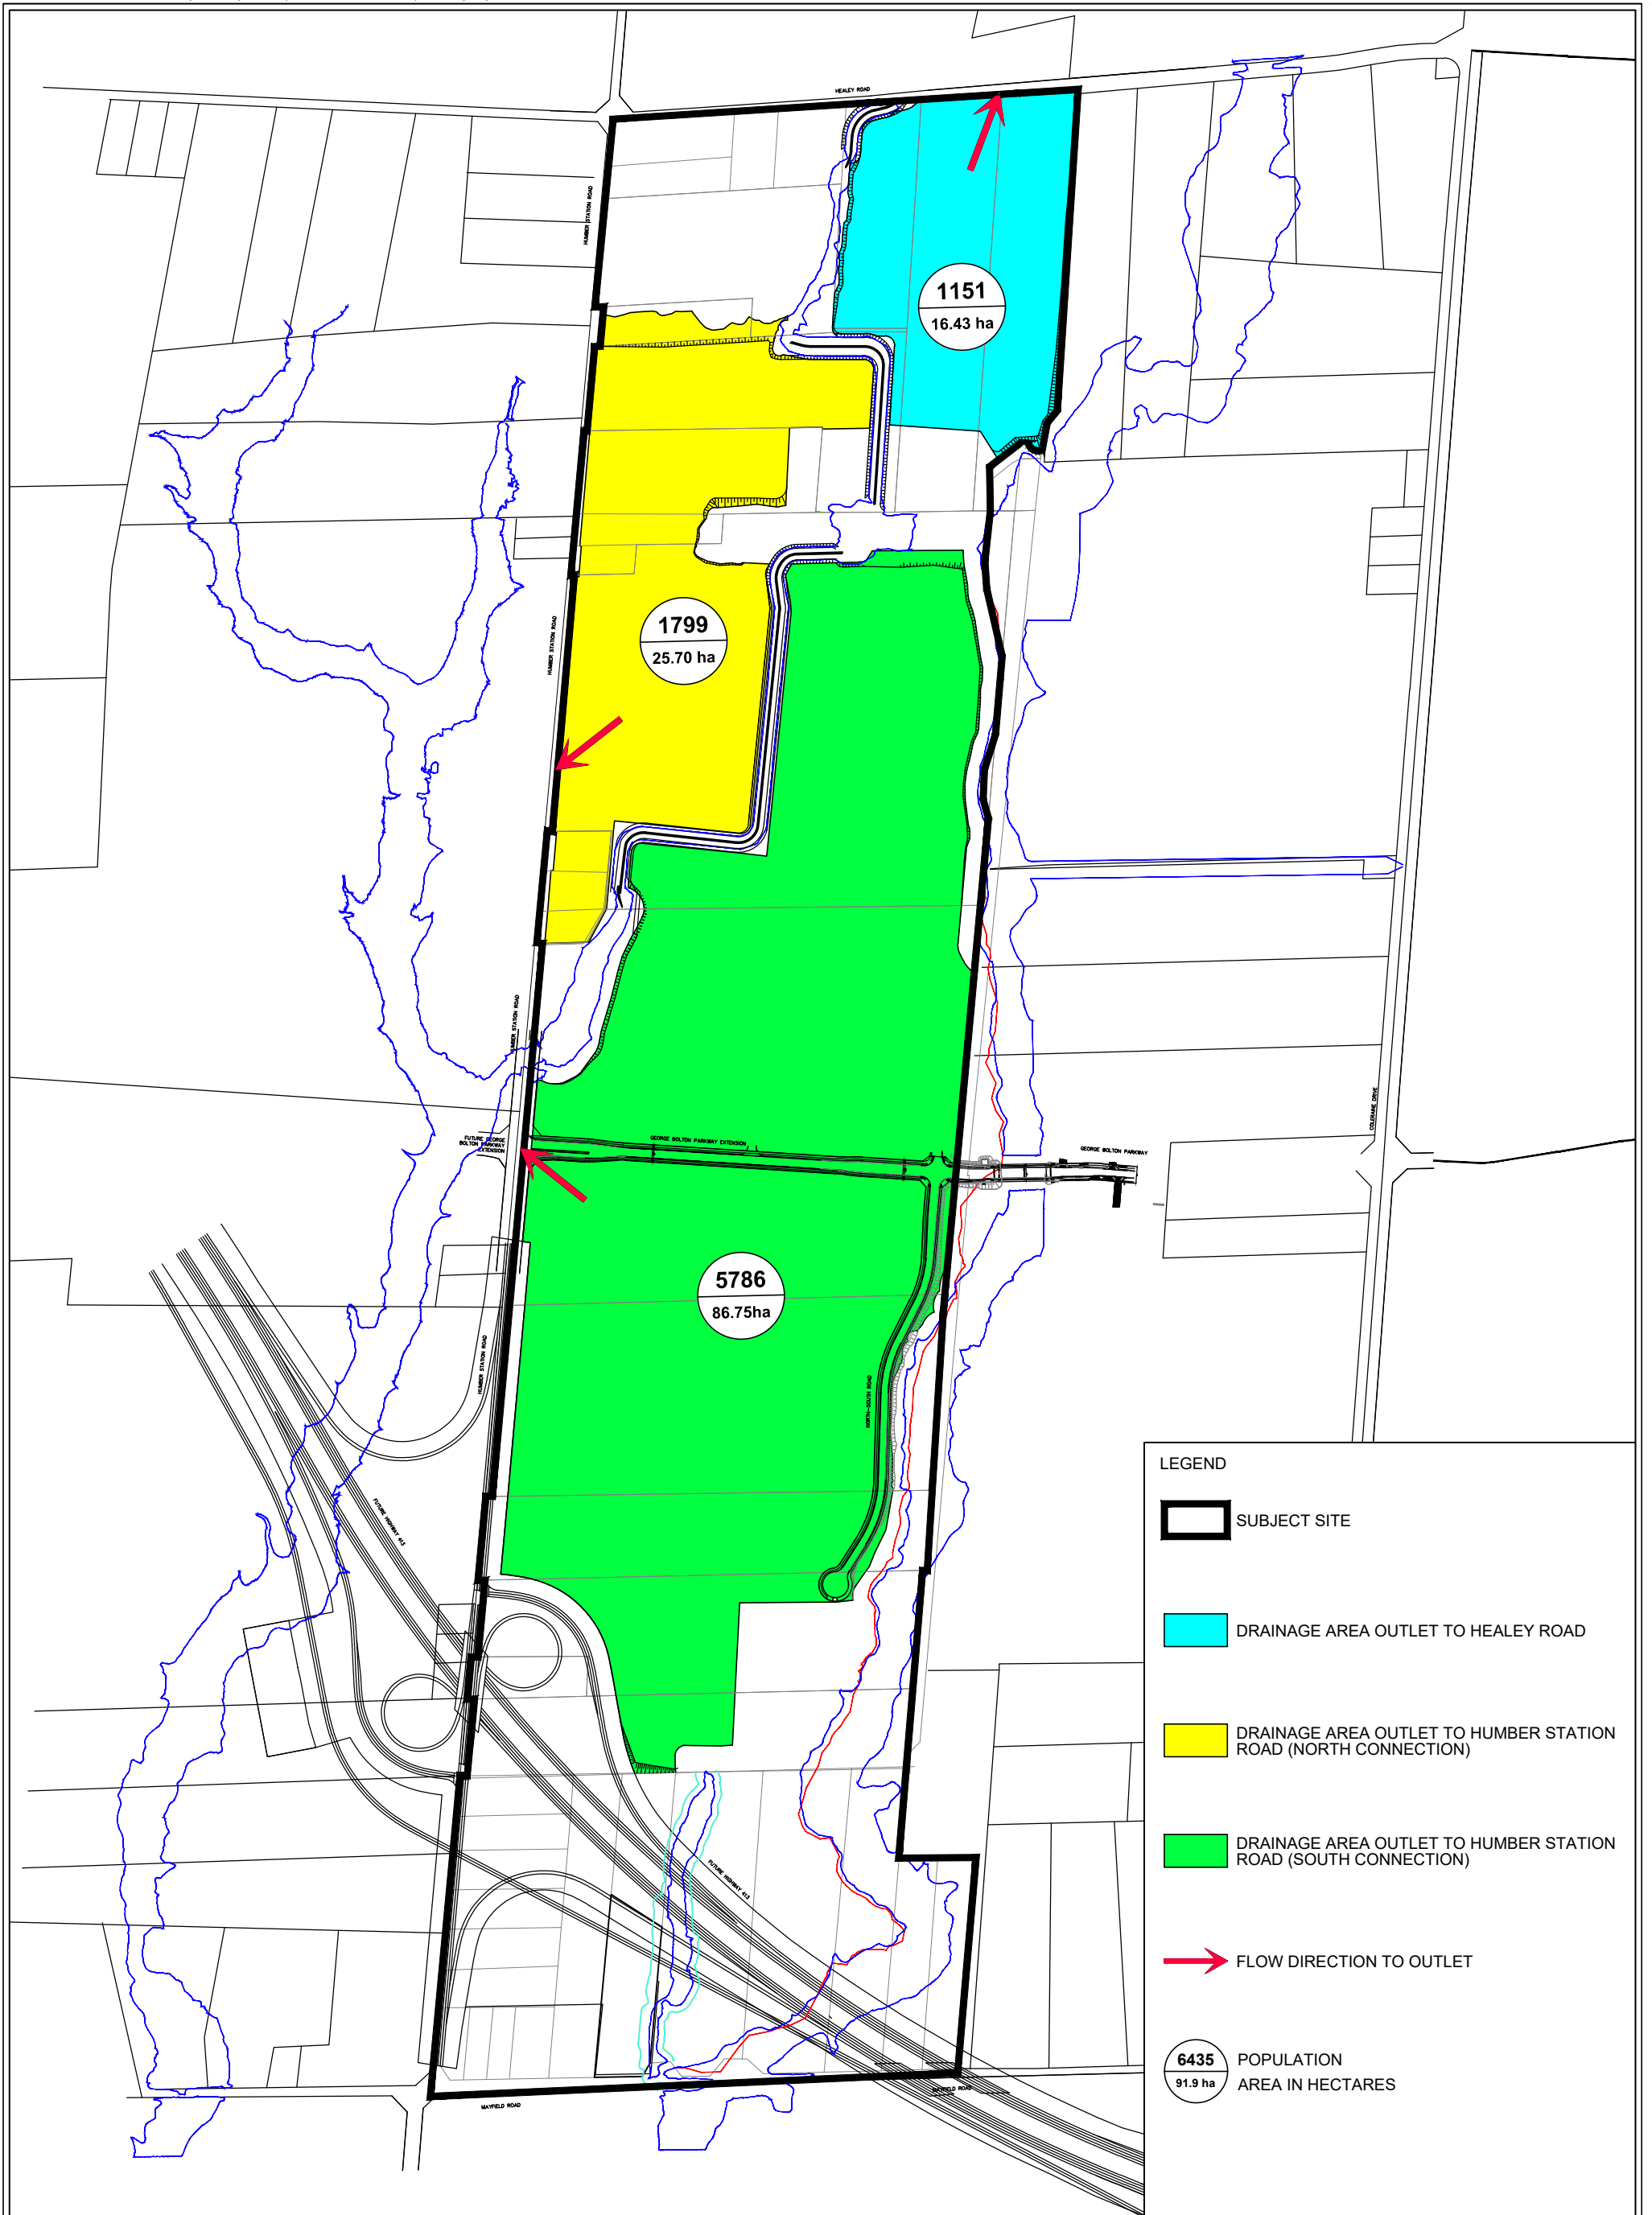 HEALEY ROAD
HUMBER STATION ROAD
1151
16.43 ha
1799
25.70 ha
HUMBER STATION ROAD
HUMBER STATION ROAD
COLERAINE DRIVE
FUTURE GEORGE
BOLTON PARKWAY
EXTENSION
GEORGE BOLTON PARKWAY EXTENSION
GEORGE BOLTON PARKWAY
5786
86.75ha
HUMBER STATION ROAD
NORTH-SOUTH ROAD
FUTURE HIGHWAY 413
FUTURE HIGHWAY 413
MAYFIELD ROAD
MAYFIELD ROAD
LEGEND
SUBJECT SITE
DRAINAGE AREA OUTLET TO HEALEY ROAD
DRAINAGE AREA OUTLET TO HUMBER STATION
ROAD (NORTH CONNECTION)
DRAINAGE AREA OUTLET TO HUMBER STATION
ROAD (SOUTH CONNECTION)
FLOW DIRECTION TO OUTLET
6435
91.9 ha
POPULATION
AREA IN HECTARES